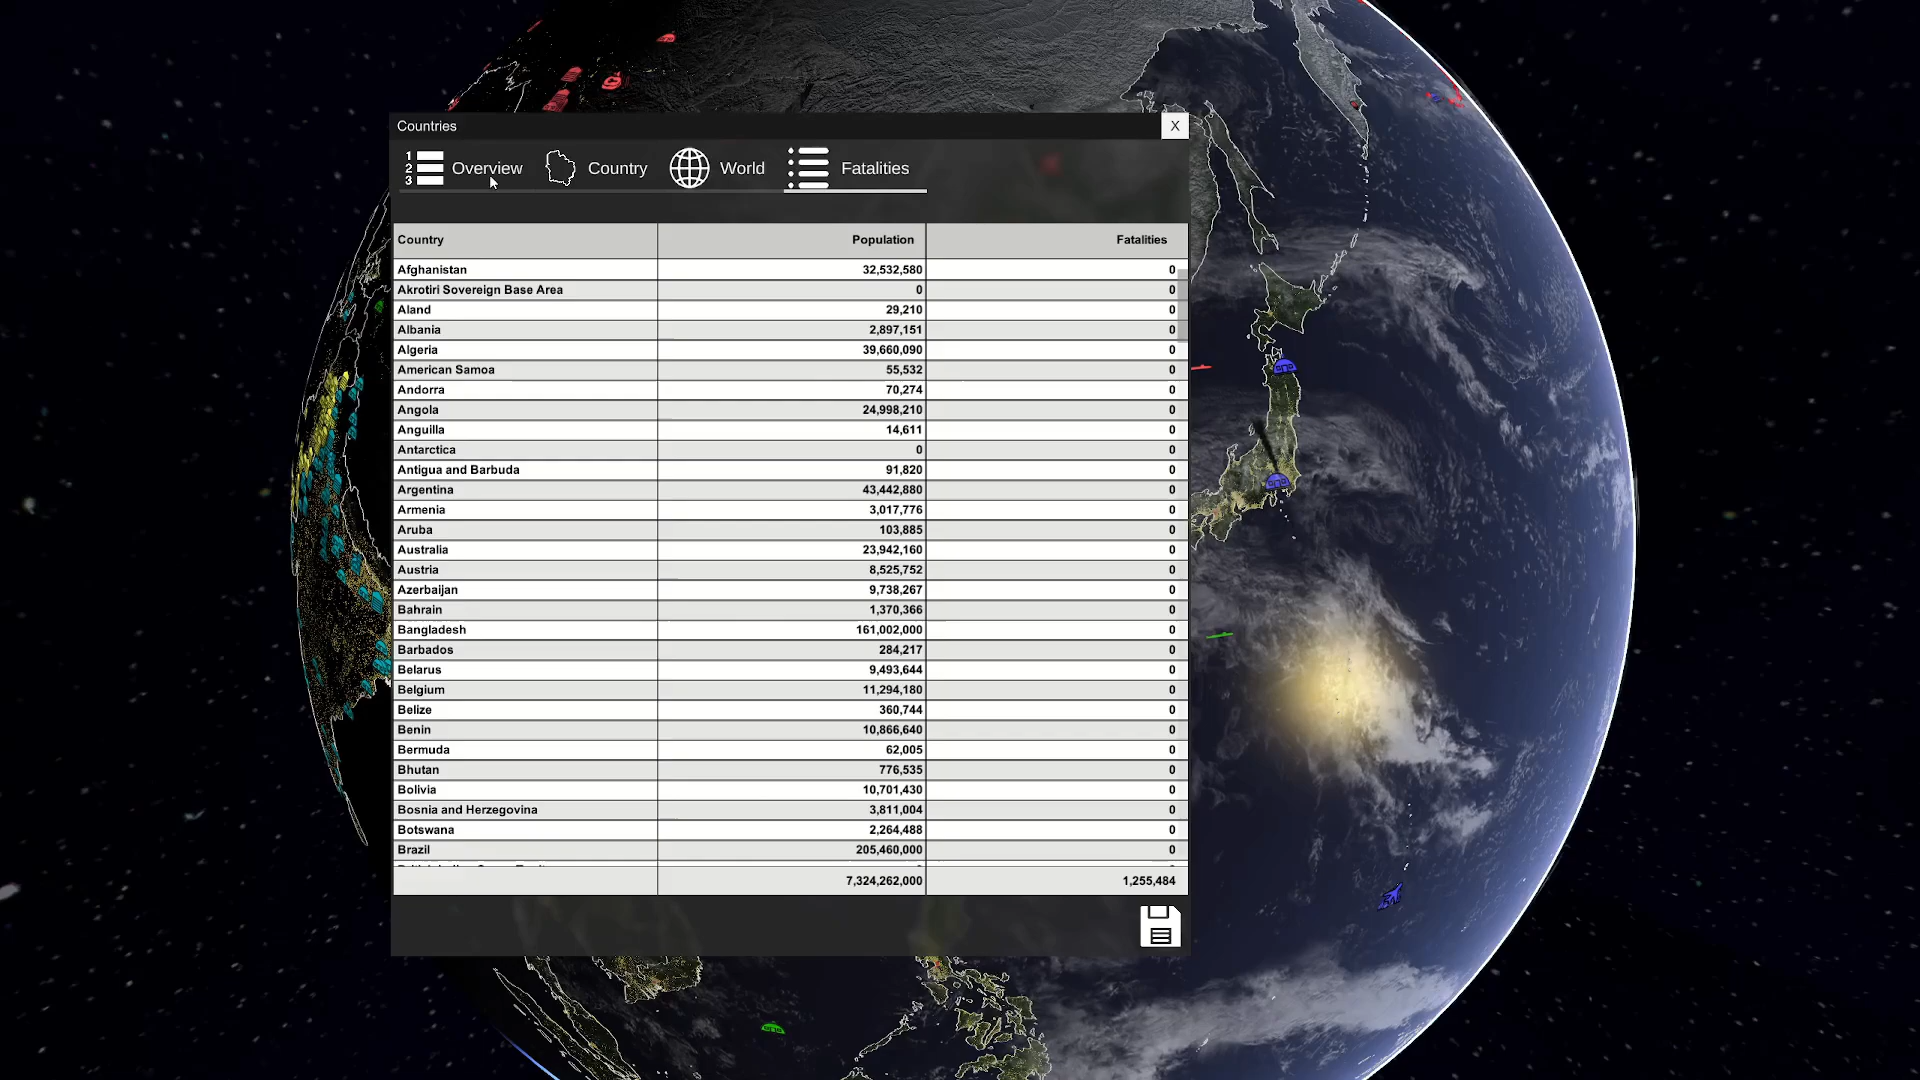 Countries X
1 2 3 Overview Country World Fatalities
Country Population Fatalities
Afghanistan 32,532,580 0
Akrotiri Sovereign Base Area 0 0
Aland 29,210 0
Albania 2,897,151 0
Algeria 39,660,090 0
American Samoa 55,532 0
Andorra 70,274 0
Angola 24,998,210 0
Anguilla 14,611 0
Antarctica 0 0
Antigua and Barbuda 91,820 0
Argentina 43,442,880 0
Armenia 3,017,776 0
Aruba 103,885 0
Australia 23,942,160 0
Austria 8,525,752 0
Azerbaijan 9,738,267 0
Bahrain 1,370,366 0
Bangladesh 161,002,000 0
Barbados 284,217 0
Belarus 9,493,644 0
Belgium 11,294,180 0
Belize 360,744 0
Benin 10,866,640 0
Bermuda 62,005 0
Bhutan 776,535 0
Bolivia 10,701,430 0
Bosnia and Herzegovina 3,811,004 0
Botswana 2,264,488 0
Brazil 205,460,000 0
7,324,262,000 1,255,484